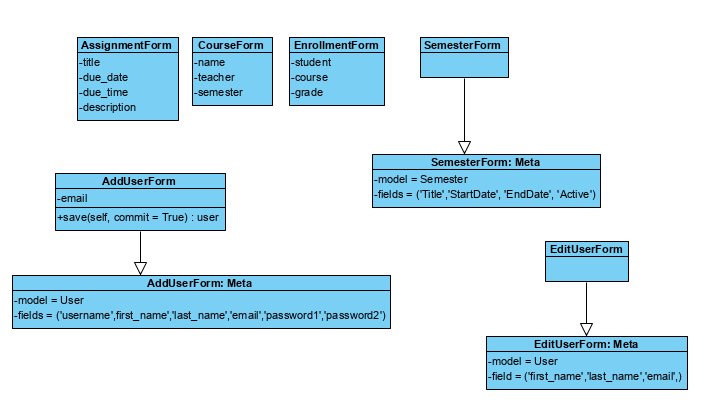 AssignmentForm
-title
-due_date
-due_time
-description
CourseForm
-name
-teacher
-semester
EnrollmentForm
-student
-course
-grade
SemesterForm
SemesterForm: Meta
-model = Semester
-fields = ('Title','StartDate', 'EndDate', 'Active')
AddUserForm
-email
+save(self, commit = True) : user
AddUserForm: Meta
-model = User
-fields = ('username',first_name','last_name','email','password1','password2')
EditUserForm
EditUserForm: Meta
-model = User
-field = ('first_name','last_name','email',)